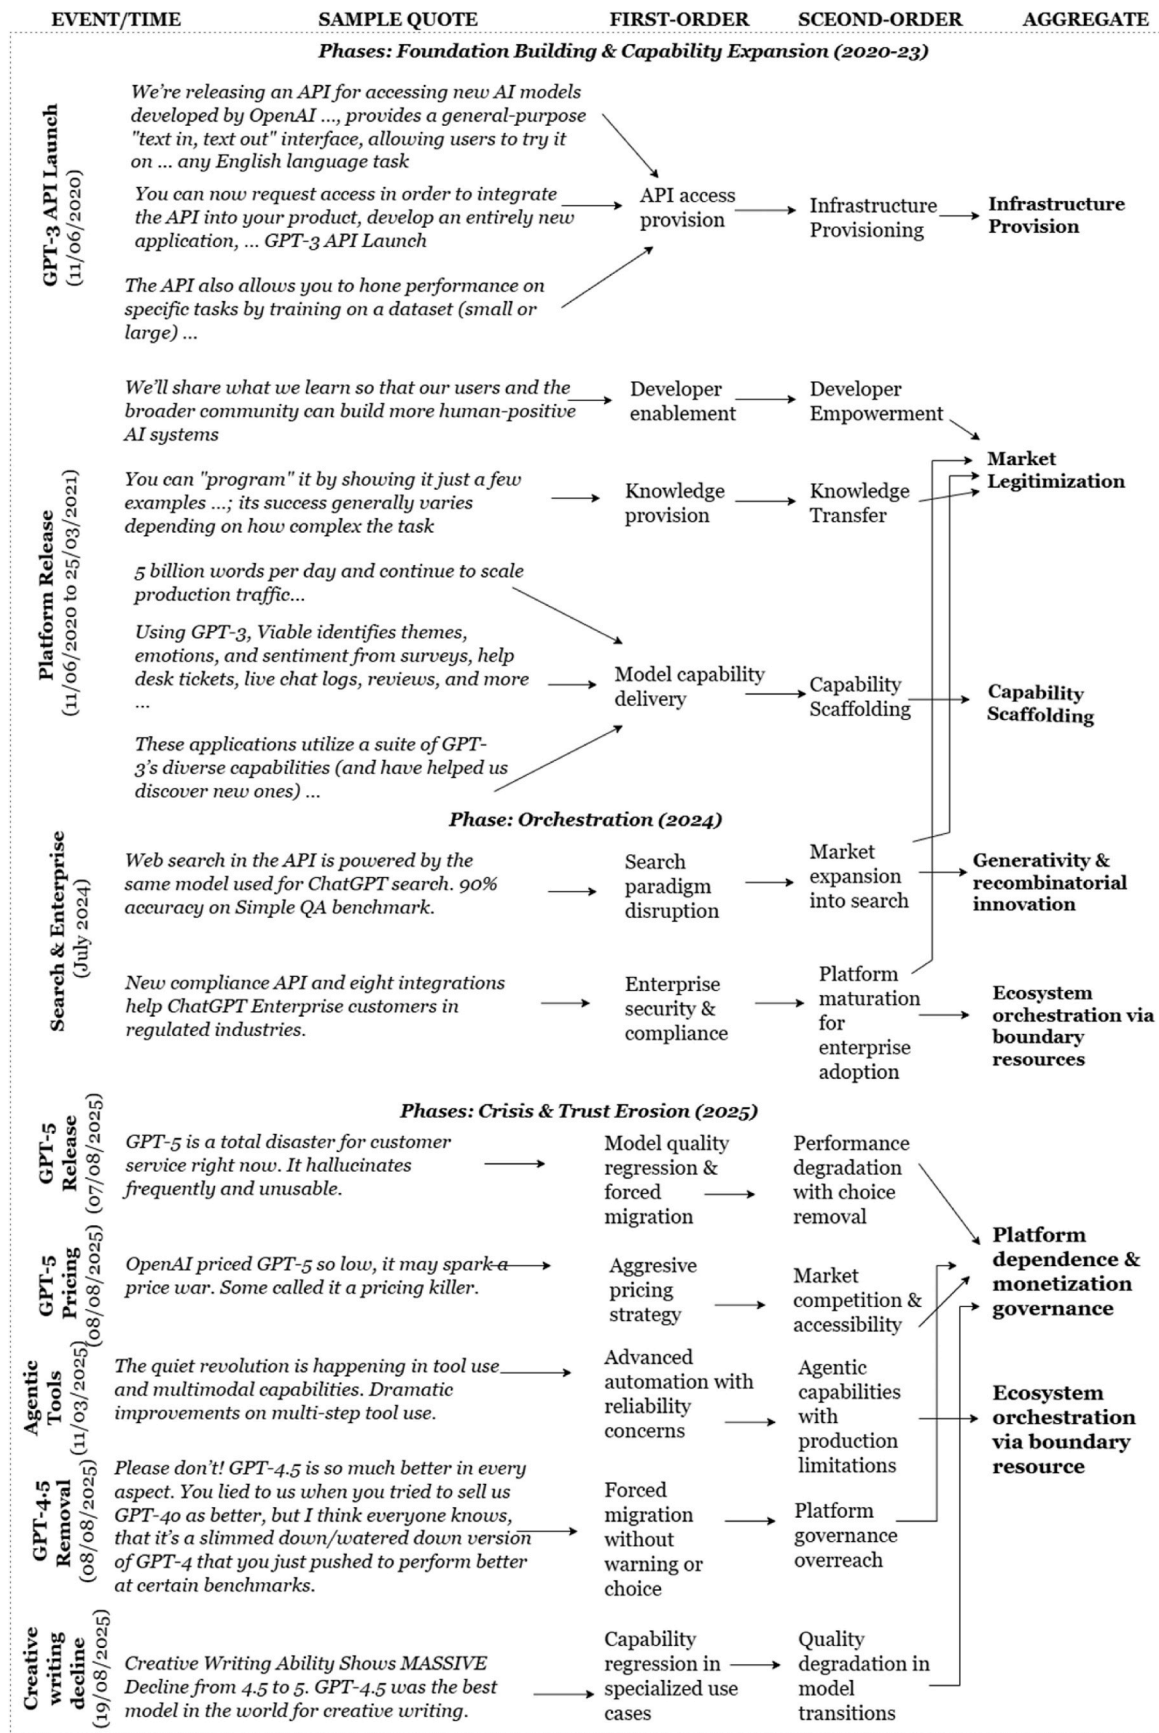 EVENT/TIME SAMPLE QUOTE FIRST-ORDER SCEOND-ORDER AGGREGATE
Phases: Foundation Building & Capability Expansion (2020-23)
GPT-3 API Launch
(11/06/2020)
We're releasing an API for accessing new AI models
developed by OpenAI ..., provides a general-purpose
"text in, text out" interface, allowing users to try it
on ... any English language task
You can now request access in order to integrate
the API into your product, develop an entirely new
application, ... GPT-3 API Launch
The API also allows you to hone performance on
specific tasks by training on a dataset (small or
large) ...
API access
provision
Infrastructure
Provisioning
Infrastructure
Provision
Platform Release
(11/06/2020 to 25/03/2021)
We'll share what we learn so that our users and the
broader community can build more human-positive
AI systems
Developer
enablement
Developer
Empowerment
Market
Legitimization
You can "program" it by showing it just a few
examples ...; its success generally varies
depending on how complex the task
Knowledge
provision
Knowledge
Transfer
5 billion words per day and continue to scale
production traffic...
Using GPT-3, Viable identifies themes,
emotions, and sentiment from surveys, help
desk tickets, live chat logs, reviews, and more
...
These applications utilize a suite of GPT-
3's diverse capabilities (and have helped us
discover new ones) ...
Model capability
delivery
Capability
Scaffolding
Capability
Scaffolding
Phase: Orchestration (2024)
Search & Enterprise
(July 2024)
Web search in the API is powered by the
same model used for ChatGPT search. 90%
accuracy on Simple QA benchmark.
Search
paradigm
disruption
Market
expansion
into search
Generativity &
recombinatorial
innovation
New compliance API and eight integrations
help ChatGPT Enterprise customers in
regulated industries.
Enterprise
security &
compliance
Platform
maturation
for
enterprise
adoption
Ecosystem
orchestration via
boundary
resources
Phases: Crisis & Trust Erosion (2025)
GPT-5
Release
(07/08/2025)
GPT-5 is a total disaster for customer
service right now. It hallucinates
frequently and unusable.
Model quality
regression &
forced
migration
Performance
degradation
with choice
removal
Platform
dependence &
monetization
governance
GPT-5
Pricing
(08/08/2025)
OpenAI priced GPT-5 so low, it may spark a
price war. Some called it a pricing killer.
Aggresive
pricing
strategy
Market
competition &
accessibility
Agentic
Tools
(11/03/2025)
The quiet revolution is happening in tool use
and multimodal capabilities. Dramatic
improvements on multi-step tool use.
Advanced
automation with
reliability
concerns
Agentic
capabilities
with
production
limitations
Ecosystem
orchestration
via boundary
resource
GPT-4.5
Removal
(08/08/2025)
Please don't! GPT-4.5 is so much better in every
aspect. You lied to us when you tried to sell us
GPT-4o as better, but I think everyone knows,
that it's a slimmed down/watered down version
of GPT-4 that you just pushed to perform better
at certain benchmarks.
Forced
migration
without
warning or
choice
Platform
governance
overreach
Creative
writing
decline
(19/08/2025)
Creative Writing Ability Shows MASSIVE
Decline from 4.5 to 5. GPT-4.5 was the best
model in the world for creative writing.
Capability
regression in
specialized use
cases
Quality
degradation in
model
transitions